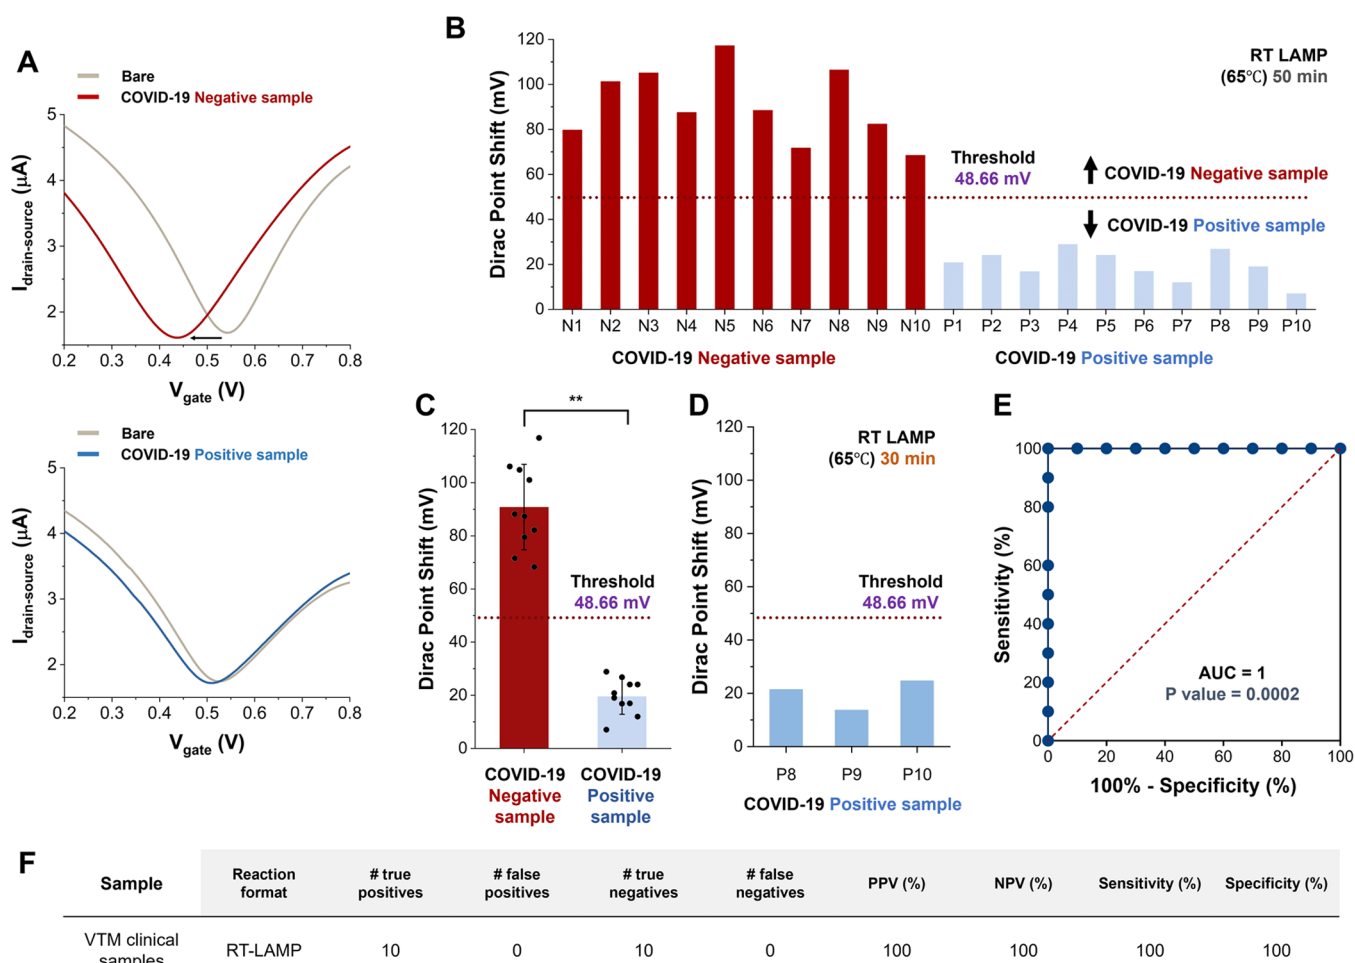 A
Bare
COVID-19 Negative sample
5
4
3
2
I drain-source (μA)
0.2 0.3 0.4 0.5 0.6 0.7 0.8
V gate (V)
Bare
COVID-19 Positive sample
5
4
3
2
I drain-source (μA)
0.2 0.3 0.4 0.5 0.6 0.7 0.8
V gate (V)
B
Dirac Point Shift (mV)
120
100
80
60
40
20
0
RT LAMP
(65℃) 50 min
Threshold
48.66 mV
COVID-19 Negative sample
COVID-19 Positive sample
N1 N2 N3 N4 N5 N6 N7 N8 N9 N10 P1 P2 P3 P4 P5 P6 P7 P8 P9 P10
COVID-19 Negative sample COVID-19 Positive sample
C
**
Dirac Point Shift (mV)
120
100
80
60
40
20
0
Threshold
48.66 mV
COVID-19 COVID-19
Negative Positive
sample sample
D
Dirac Point Shift (mV)
120
100
80
60
40
20
0
RT LAMP
(65℃) 30 min
Threshold
48.66 mV
P8 P9 P10
COVID-19 Positive sample
E
Sensitivity (%)
100
80
60
40
20
0
AUC = 1
P value = 0.0002
0 20 40 60 80 100
100% - Specificity (%)
F
Sample
Reaction
format
# true
positives
# false
positives
# true
negatives
# false
negatives
PPV (%)
NPV (%)
Sensitivity (%)
Specificity (%)
VTM clinical
samples
RT-LAMP 10 0 10 0 100 100 100 100